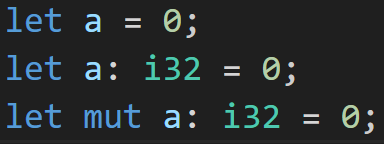 let a = 0;
let a: i32 = 0;
let mut a: i32 = 0;